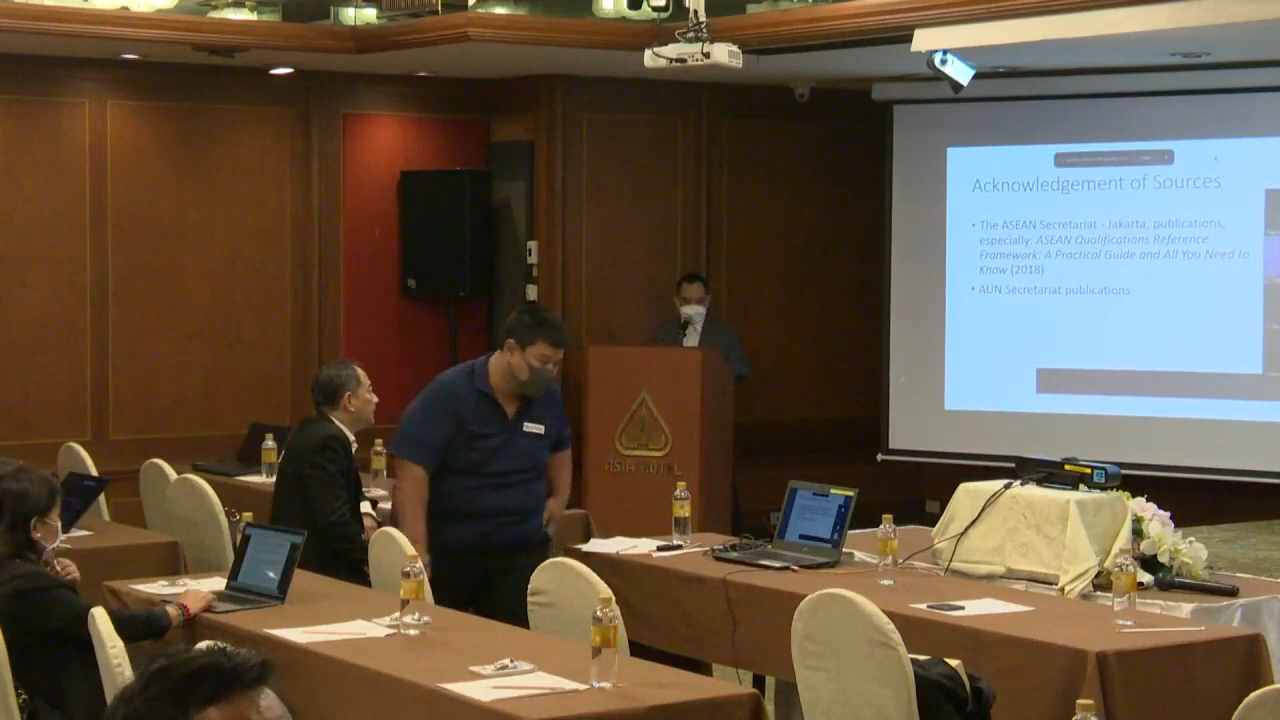 Acknowledgement of Sources
• The ASEAN Secretariat - Jakarta, publications,
especially: ASEAN Qualifications Reference
Framework: A Practical Guide and All You Need to
Know (2018)
• AUN Secretariat publications
ASIA HOTEL